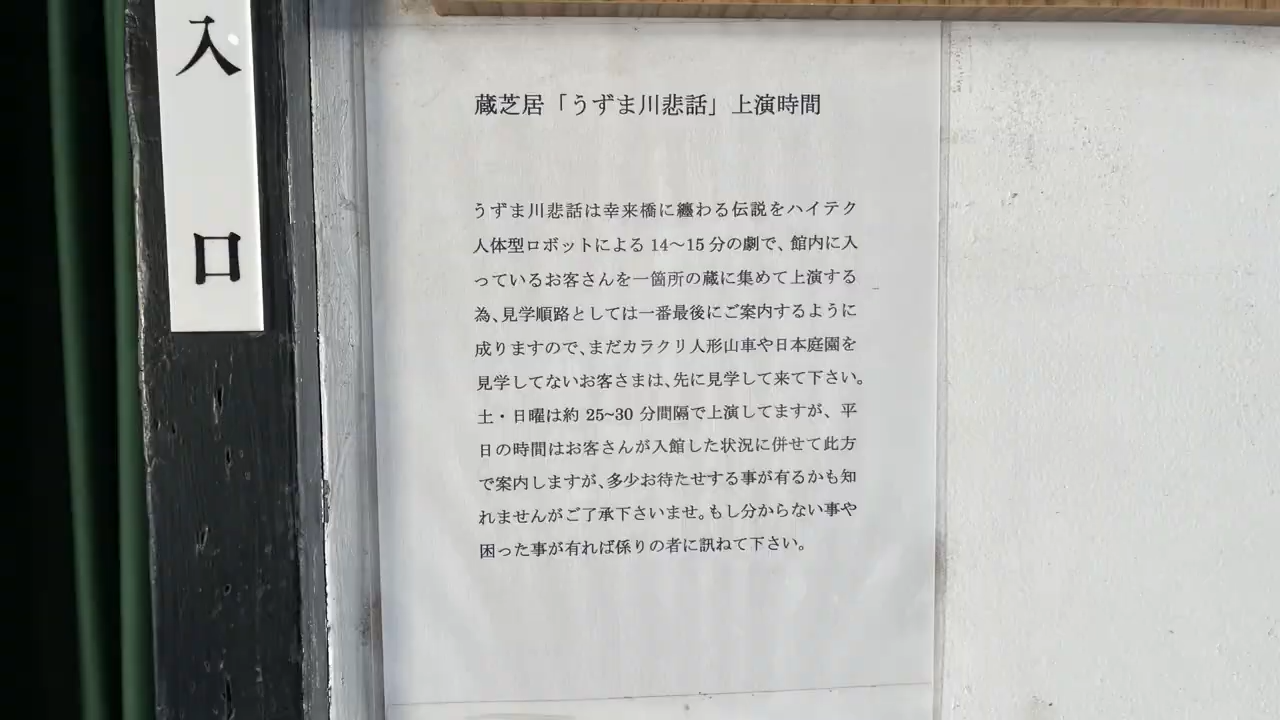 入口
蔵芝居「うずま川悲話」上演時間
うずま川悲話は幸来橋に纏わる伝説をハイテク
人体型ロボットによる 14～15 分の劇で、館内に入
っているお客さんを一箇所の蔵に集めて上演する
為、見学順路としては一番最後にご案内するように
成りますので、まだカラクリ人形山車や日本庭園を
見学してないお客さまは、先に見学して来て下さい。
土・日曜は約 25~30 分間隔で上演してますが、平
日の時間はお客さんが入館した状況に併せて此方
で案内しますが、多少お待たせする事が有るかも知
れませんがご了承下さいませ。もし分からない事や
困った事が有れば係りの者に訊ねて下さい。